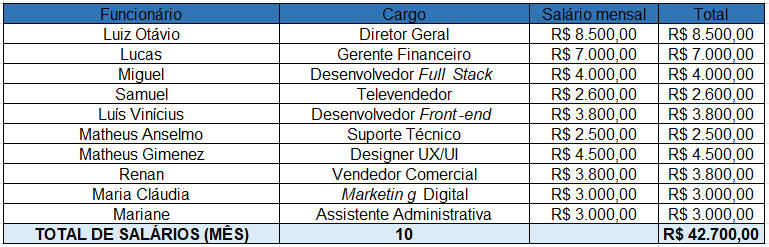 Funcionário Cargo Salário mensal Total
Luiz Otávio Diretor Geral R$ 8.500,00 R$ 8.500,00
Lucas Gerente Financeiro R$ 7.000,00 R$ 7.000,00
Miguel Desenvolvedor Full Stack R$ 4.000,00 R$ 4.000,00
Samuel Televendedor R$ 2.600,00 R$ 2.600,00
Luís Vinícius Desenvolvedor Front-end R$ 3.800,00 R$ 3.800,00
Matheus Anselmo Suporte Técnico R$ 2.500,00 R$ 2.500,00
Matheus Gimenez Designer UX/UI R$ 4.500,00 R$ 4.500,00
Renan Vendedor Comercial R$ 3.800,00 R$ 3.800,00
Maria Cláudia Marketin g Digital R$ 3.000,00 R$ 3.000,00
Mariane Assistente Administrativa R$ 3.000,00 R$ 3.000,00
TOTAL DE SALÁRIOS (MÊS) 10 R$ 42.700,00